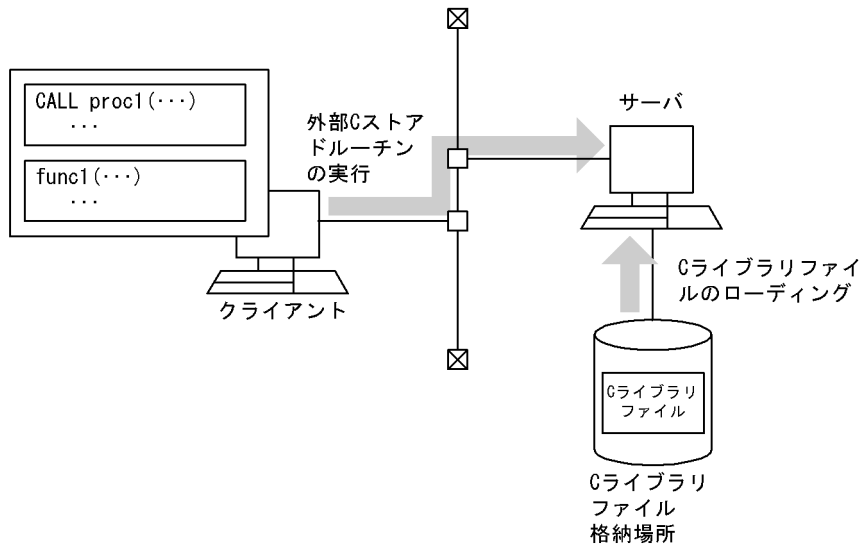 CALL proc1(···)
···
func1(···)
···
クライアント
外部Cストア
ドルーチン
の実行
サーバ
Cライブラリファイ
ルのローディング
Cライブラリ
ファイル
Cライブラリ
ファイル
格納場所